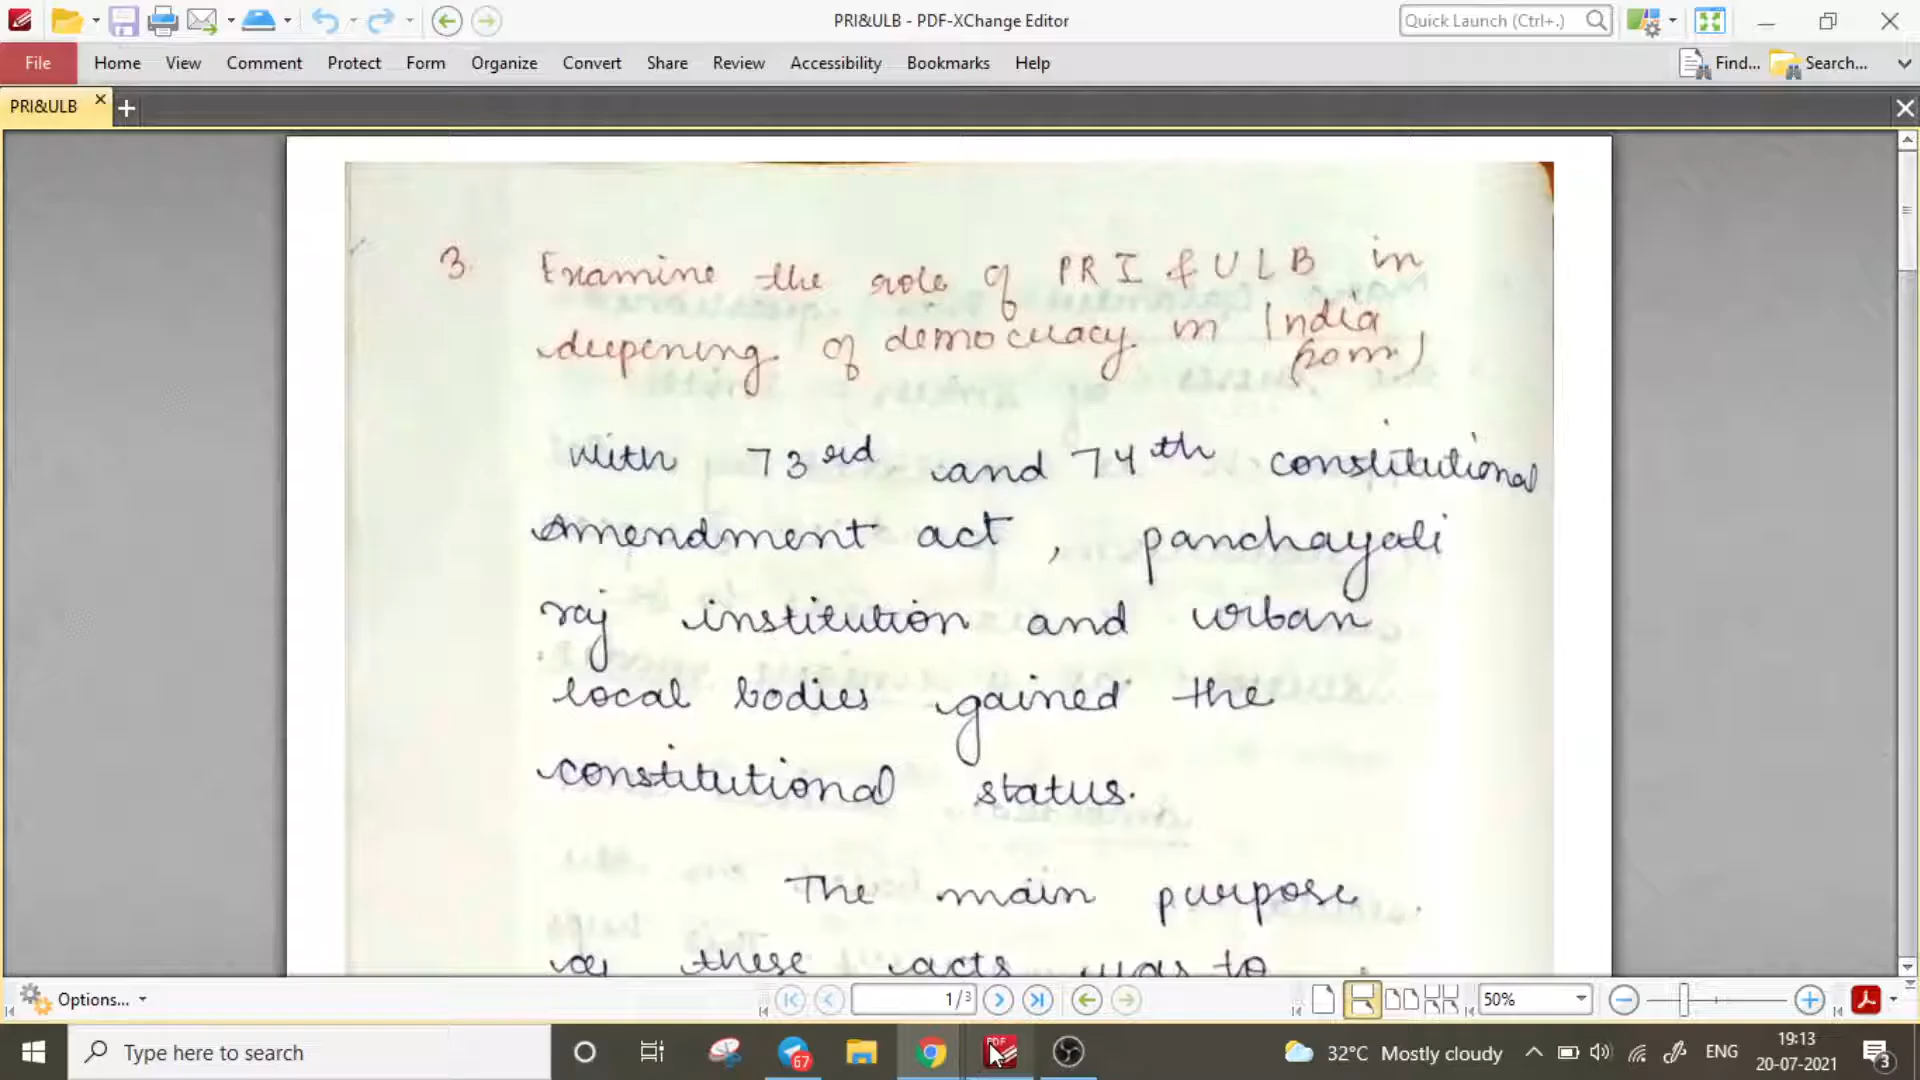 PRI&ULB - PDF-XChange Editor
Quick Launch (Ctrl+.)
File Home View Comment Protect Form Organize Convert Share Review Accessibility Bookmarks Help Find... Search...
PRI&ULB
3. Examine the role of PRI & ULB in
deepening of democracy in India
With 73rd and 74th constitutional
amendment act, panchayati
raj institution and urban
local bodies gained the
constitutional status.
The main purpose
of these acts was to
Options... 1/3 50%
Type here to search
67
32°C Mostly cloudy ENG
19:13
20-07-2021
3